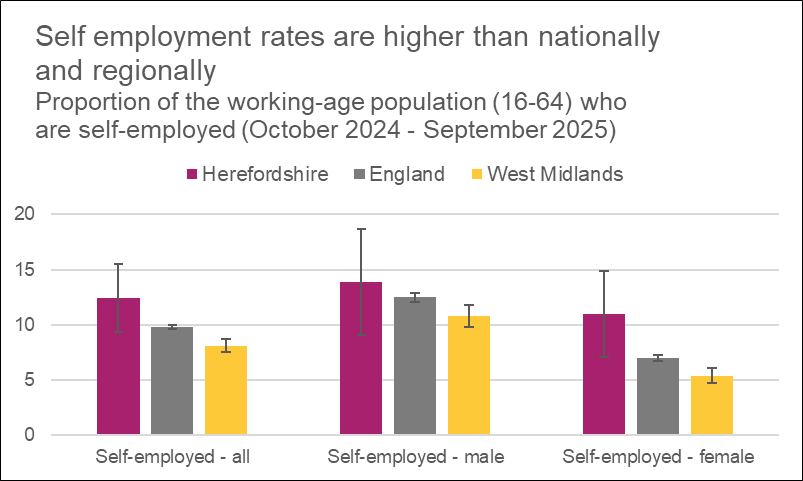 Self employment rates are higher than nationally
and regionally
Proportion of the working-age population (16-64) who
are self-employed (October 2024 - September 2025)
Herefordshire England West Midlands
20
15
10
5
0
Self-employed - all Self-employed - male Self-employed - female